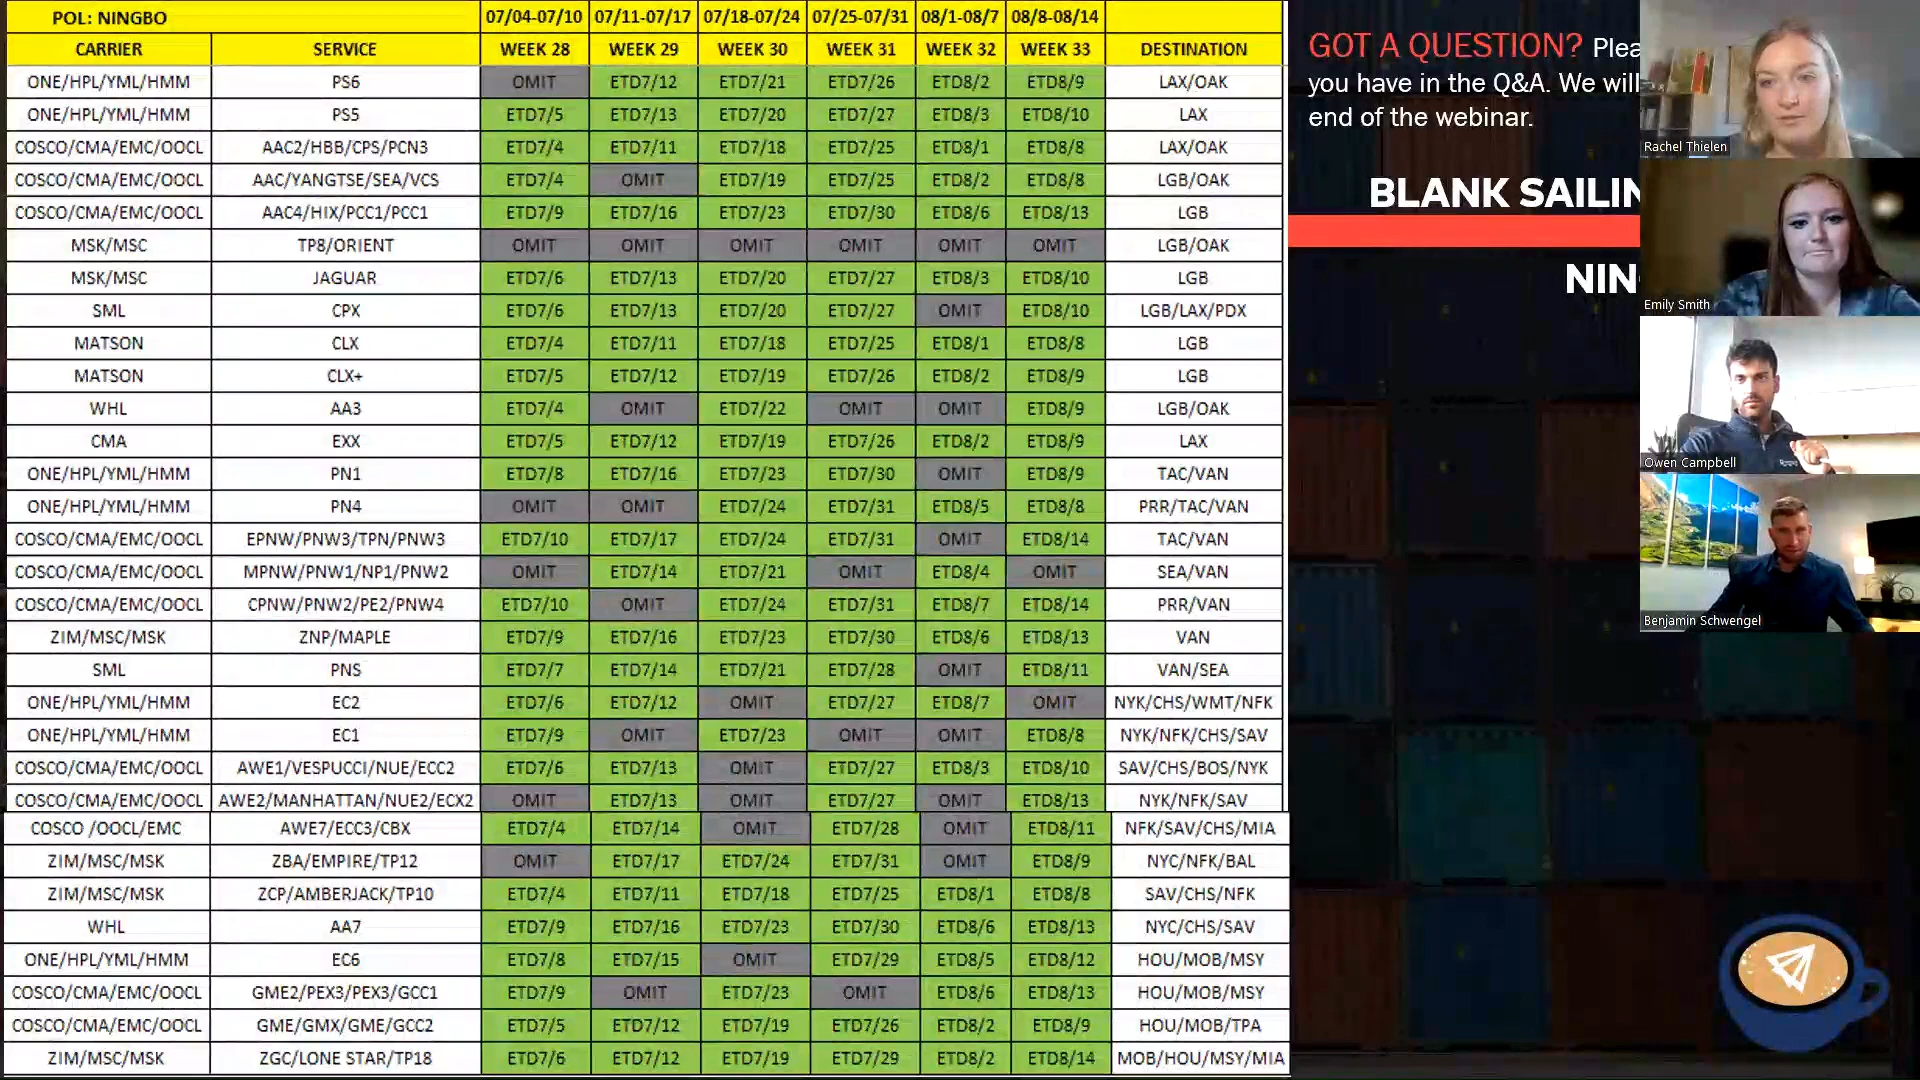 POL: NINGBO 07/04-07/10 07/11-07/17 07/18-07/24 07/25-07/31 08/1-08/7 08/8-08/14
CARRIER SERVICE WEEK 28 WEEK 29 WEEK 30 WEEK 31 WEEK 32 WEEK 33 DESTINATION
ONE/HPL/YML/HMM PS6 OMIT ETD7/12 ETD7/21 ETD7/26 ETD8/2 ETD8/9 LAX/OAK
ONE/HPL/YML/HMM PS5 ETD7/5 ETD7/13 ETD7/20 ETD7/27 ETD8/3 ETD8/10 LAX
COSCO/CMA/EMC/OOCL AAC2/HBB/CPS/PCN3 ETD7/4 ETD7/11 ETD7/18 ETD7/25 ETD8/1 ETD8/8 LAX/OAK
COSCO/CMA/EMC/OOCL AAC/YANGTSE/SEA/VCS ETD7/4 OMIT ETD7/19 ETD7/25 ETD8/2 ETD8/8 LGB/OAK
COSCO/CMA/EMC/OOCL AAC4/HIX/PCC1/PCC1 ETD7/9 ETD7/16 ETD7/23 ETD7/30 ETD8/6 ETD8/13 LGB
MSK/MSC TP8/ORIENT OMIT OMIT OMIT OMIT OMIT OMIT LGB/OAK
MSK/MSC JAGUAR ETD7/6 ETD7/13 ETD7/20 ETD7/27 ETD8/3 ETD8/10 LGB
SML CPX ETD7/6 ETD7/13 ETD7/20 ETD7/27 OMIT ETD8/10 LGB/LAX/PDX
MATSON CLX ETD7/4 ETD7/11 ETD7/18 ETD7/25 ETD8/1 ETD8/8 LGB
MATSON CLX+ ETD7/5 ETD7/12 ETD7/19 ETD7/26 ETD8/2 ETD8/9 LGB
WHL AA3 ETD7/4 OMIT ETD7/22 OMIT OMIT ETD8/9 LGB/OAK
CMA EXX ETD7/5 ETD7/12 ETD7/19 ETD7/26 ETD8/2 ETD8/9 LAX
ONE/HPL/YML/HMM PN1 ETD7/8 ETD7/16 ETD7/23 ETD7/30 OMIT ETD8/9 TAC/VAN
ONE/HPL/YML/HMM PN4 OMIT OMIT ETD7/24 ETD7/31 ETD8/5 ETD8/8 PRR/TAC/VAN
COSCO/CMA/EMC/OOCL EPNW/PNW3/TPN/PNW3 ETD7/10 ETD7/17 ETD7/24 ETD7/31 OMIT ETD8/14 TAC/VAN
COSCO/CMA/EMC/OOCL MPNW/PNW1/NP1/PNW2 OMIT ETD7/14 ETD7/21 OMIT ETD8/4 OMIT SEA/VAN
COSCO/CMA/EMC/OOCL CPNW/PNW2/PE2/PNW4 ETD7/10 OMIT ETD7/24 ETD7/31 ETD8/7 ETD8/14 PRR/VAN
ZIM/MSC/MSK ZNP/MAPLE ETD7/9 ETD7/16 ETD7/23 ETD7/30 ETD8/6 ETD8/13 VAN
SML PNS ETD7/7 ETD7/14 ETD7/21 ETD7/28 OMIT ETD8/11 VAN/SEA
ONE/HPL/YML/HMM EC2 ETD7/6 ETD7/12 OMIT ETD7/27 ETD8/7 OMIT NYK/CHS/WMT/NFK
ONE/HPL/YML/HMM EC1 ETD7/9 OMIT ETD7/23 OMIT OMIT ETD8/8 NYK/NFK/CHS/SAV
COSCO/CMA/EMC/OOCL AWE1/VESPUCCI/NUE/ECC2 ETD7/6 ETD7/13 OMIT ETD7/27 ETD8/3 ETD8/10 SAV/CHS/BOS/NYK
COSCO/CMA/EMC/OOCL AWE2/MANHATTAN/NUE2/ECX2 OMIT ETD7/13 OMIT ETD7/27 OMIT ETD8/13 NYK/NFK/SAV
COSCO /OOCL/EMC AWE7/ECC3/CBX ETD7/4 ETD7/14 OMIT ETD7/28 OMIT ETD8/11 NFK/SAV/CHS/MIA
ZIM/MSC/MSK ZBA/EMPIRE/TP12 OMIT ETD7/17 ETD7/24 ETD7/31 OMIT ETD8/9 NYC/NFK/BAL
ZIM/MSC/MSK ZCP/AMBERJACK/TP10 ETD7/4 ETD7/11 ETD7/18 ETD7/25 ETD8/1 ETD8/8 SAV/CHS/NFK
WHL AA7 ETD7/9 ETD7/16 ETD7/23 ETD7/30 ETD8/6 ETD8/13 NYC/CHS/SAV
ONE/HPL/YML/HMM EC6 ETD7/8 ETD7/15 OMIT ETD7/29 ETD8/5 ETD8/12 HOU/MOB/MSY
COSCO/CMA/EMC/OOCL GME2/PEX3/PEX3/GCC1 ETD7/9 OMIT ETD7/23 OMIT ETD8/6 ETD8/13 HOU/MOB/MSY
COSCO/CMA/EMC/OOCL GME/GMX/GME/GCC2 ETD7/5 ETD7/12 ETD7/19 ETD7/26 ETD8/2 ETD8/9 HOU/MOB/TPA
ZIM/MSC/MSK ZGC/LONE STAR/TP18 ETD7/6 ETD7/12 ETD7/19 ETD7/29 ETD8/2 ETD8/14 MOB/HOU/MSY/MIA
GOT A QUESTION? Plea
you have in the Q&A. We will
end of the webinar.
BLANK SAILIN
NIN
Rachel Thielen
Emily Smith
Owen Campbell
Benjamin Schwengel